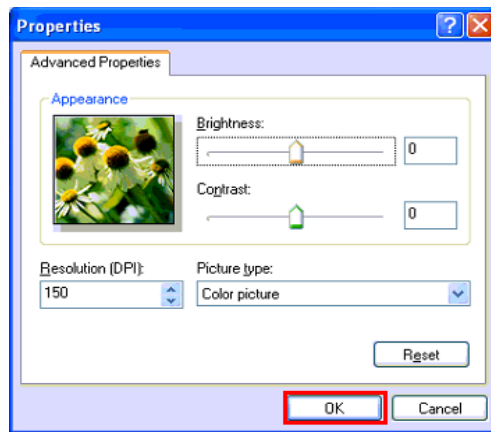 Properties
Advanced Properties
Appearance
Brightness:
0
Contrast:
0
Resolution (DPI): Picture type:
150 Color picture
Reset
OK Cancel